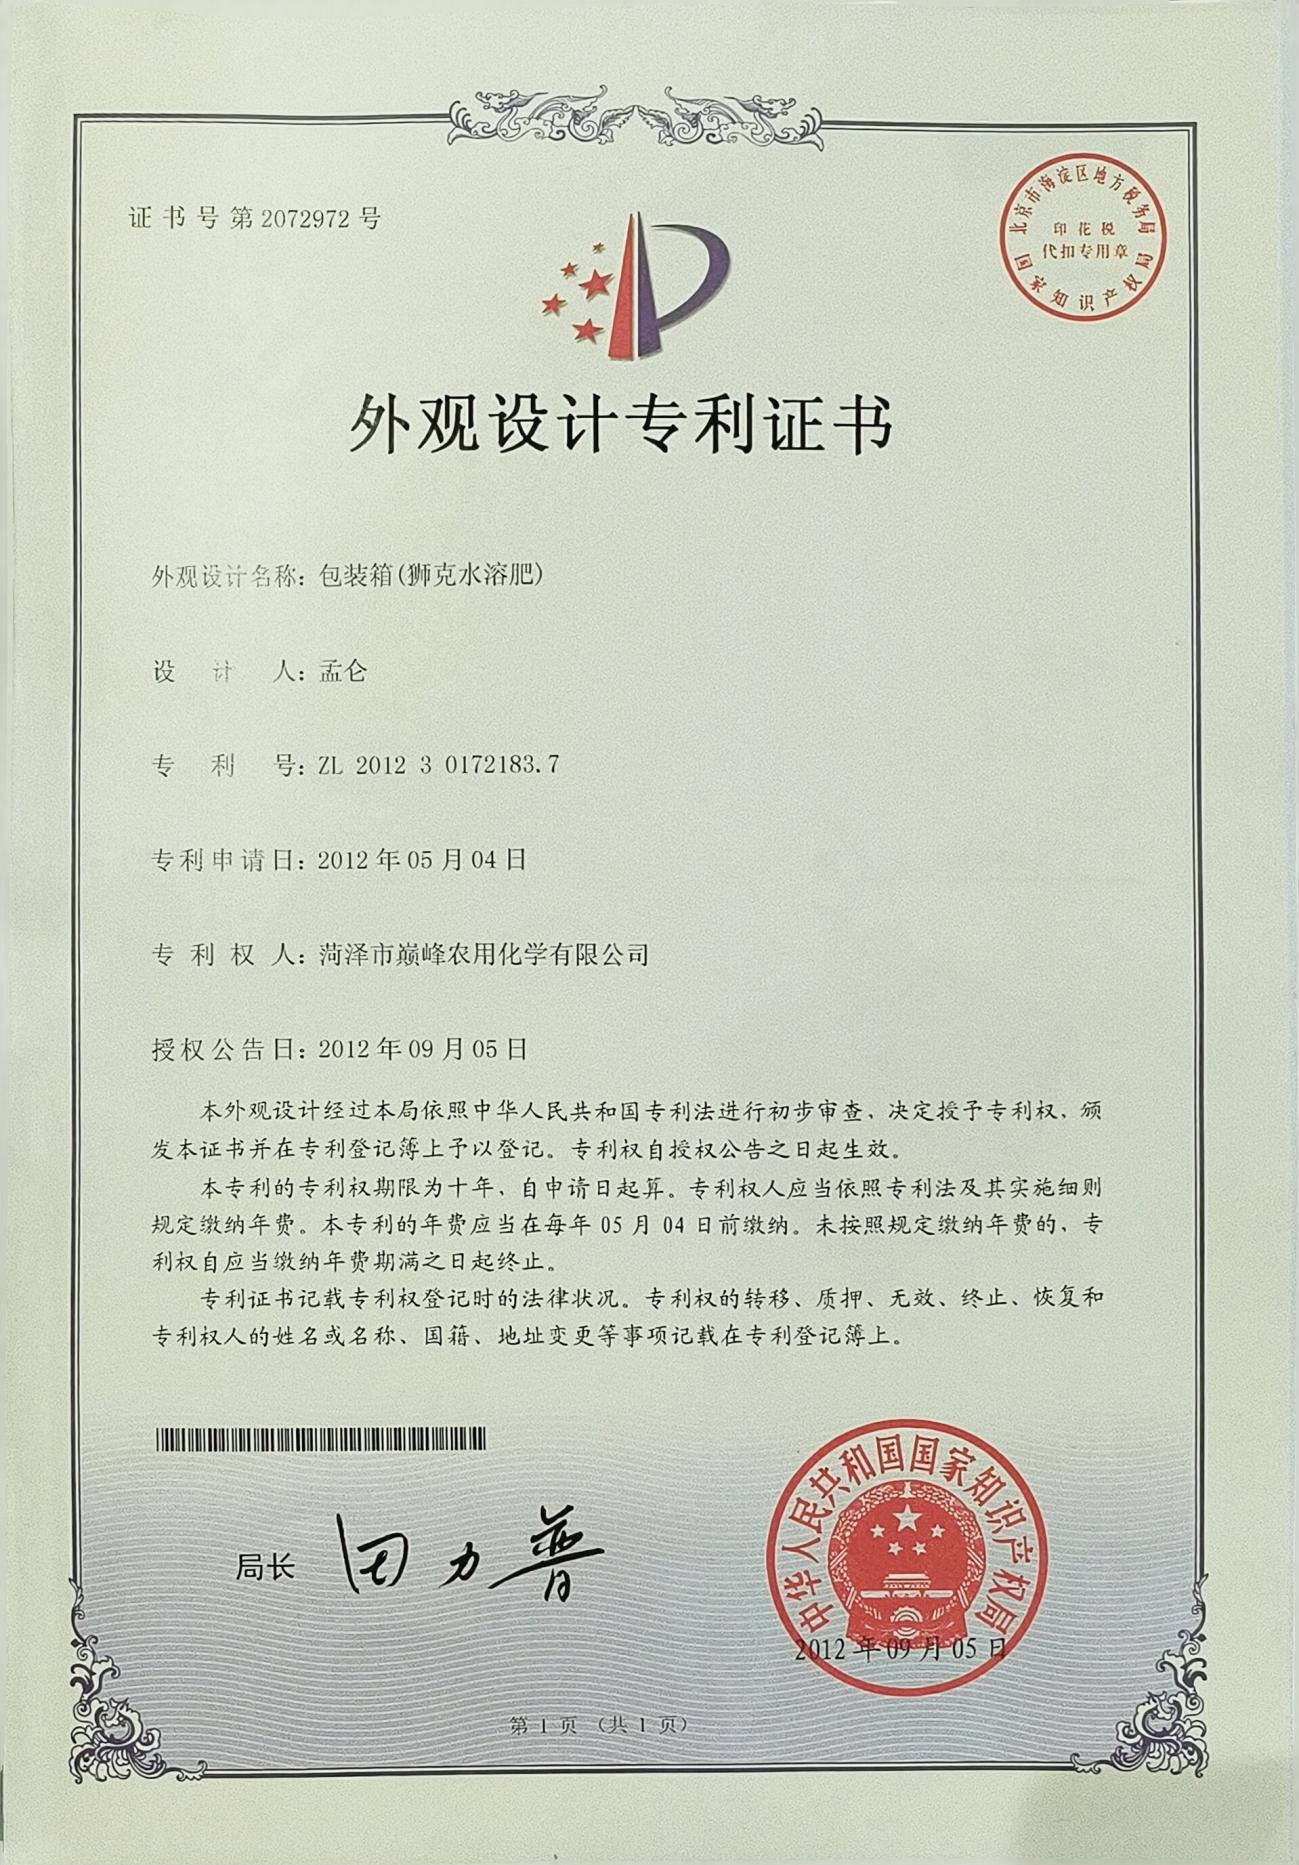 证书号第2072972号
北京市海淀区地方税务局
印花税
代扣专用章
国家知识产权局
外观设计专利证书
外观设计名称：包装箱(狮克水溶肥)
设计人：孟仑
专利号：ZL 2012 3 0172183.7
专利申请日：2012年05月04日
专利权人：菏泽市巅峰农用化学有限公司
授权公告日：2012年09月05日
本外观设计经过本局依照中华人民共和国专利法进行初步审查，决定授予专利权，颁
发本证书并在专利登记簿上予以登记。专利权自授权公告之日起生效。
本专利的专利权期限为十年，自申请日起算。专利权人应当依照专利法及其实施细则
规定缴纳年费。本专利的年费应当在每年05月04日前缴纳。未按照规定缴纳年费的，专
利权自应当缴纳年费期满之日起终止。
专利证书记载专利权登记时的法律状况。专利权的转移、质押、无效、终止、恢复和
专利权人的姓名或名称、国籍、地址变更等事项记载在专利登记簿上。
局长 田力普
中华人民共和国国家知识产权局
2012年09月05日
第1页（共1页）